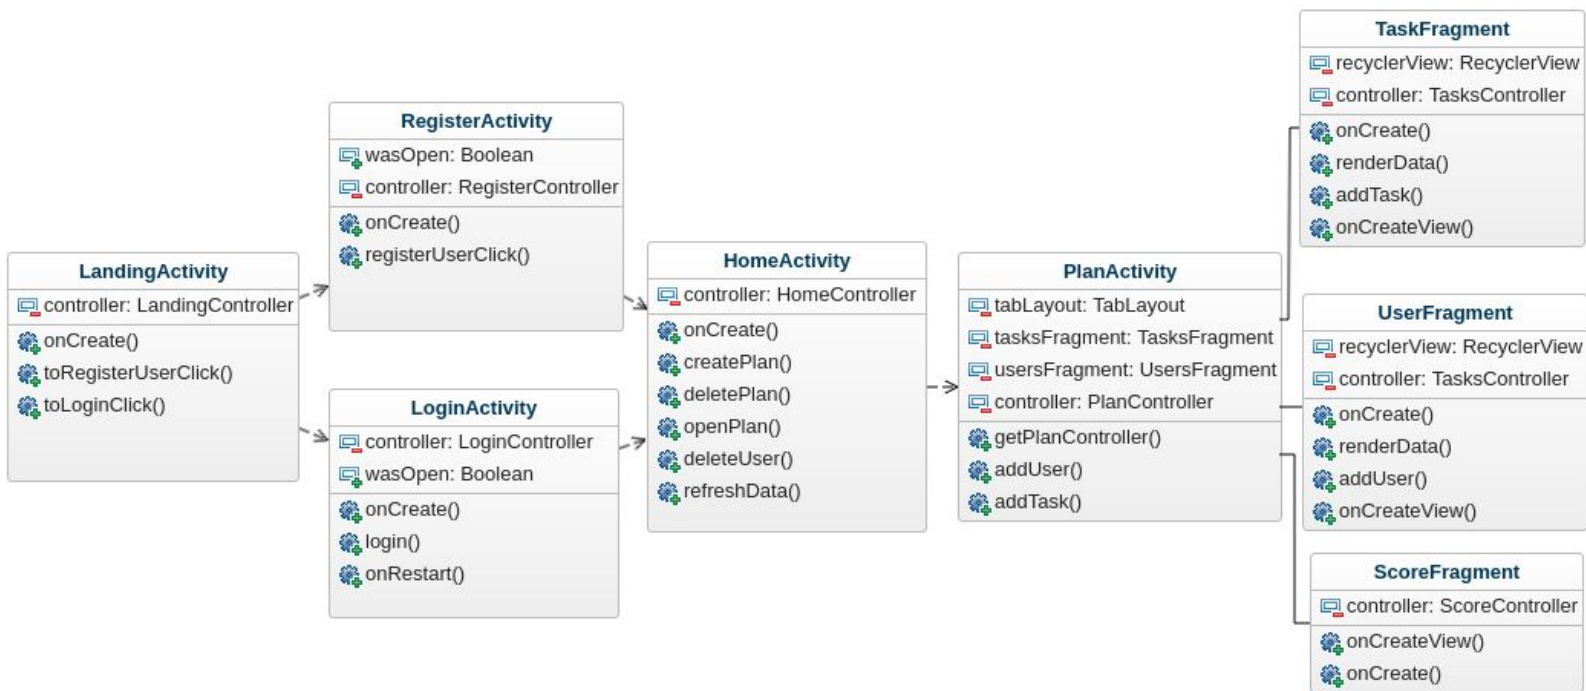 LandingActivity
controller: LandingController
onCreate()
toRegisterUserClick()
toLoginClick()
RegisterActivity
wasOpen: Boolean
controller: RegisterController
onCreate()
registerUserClick()
LoginActivity
controller: LoginController
wasOpen: Boolean
onCreate()
login()
onRestart()
HomeActivity
controller: HomeController
onCreate()
createPlan()
deletePlan()
openPlan()
deleteUser()
refreshData()
PlanActivity
tabLayout: TabLayout
tasksFragment: TasksFragment
usersFragment: UsersFragment
controller: PlanController
getPlanController()
addUser()
addTask()
TaskFragment
recyclerView: RecyclerView
controller: TasksController
onCreate()
renderData()
addTask()
onCreateView()
UserFragment
recyclerView: RecyclerView
controller: TasksController
onCreate()
renderData()
addUser()
onCreateView()
ScoreFragment
controller: ScoreController
onCreateView()
onCreate()